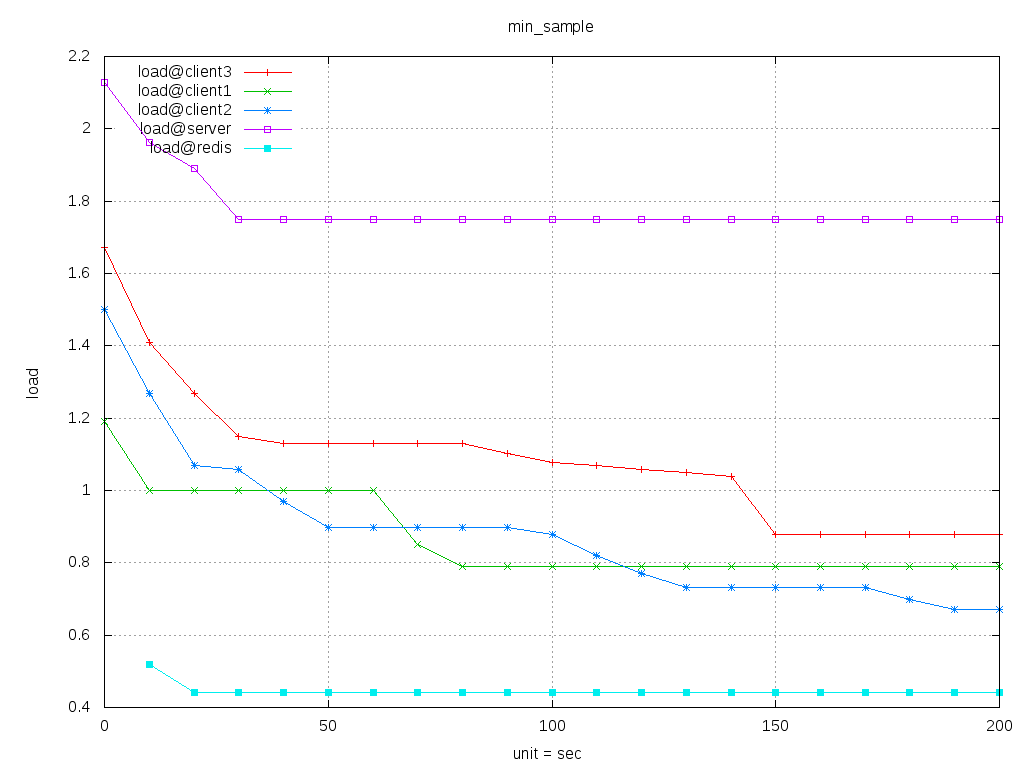 min_sample
load@client3
load@client1
load@client2
load@server
load@redis
2.2
2
1.8
1.6
1.4
1.2
1
0.8
0.6
0.4
load
0 50 100 150 200
unit = sec